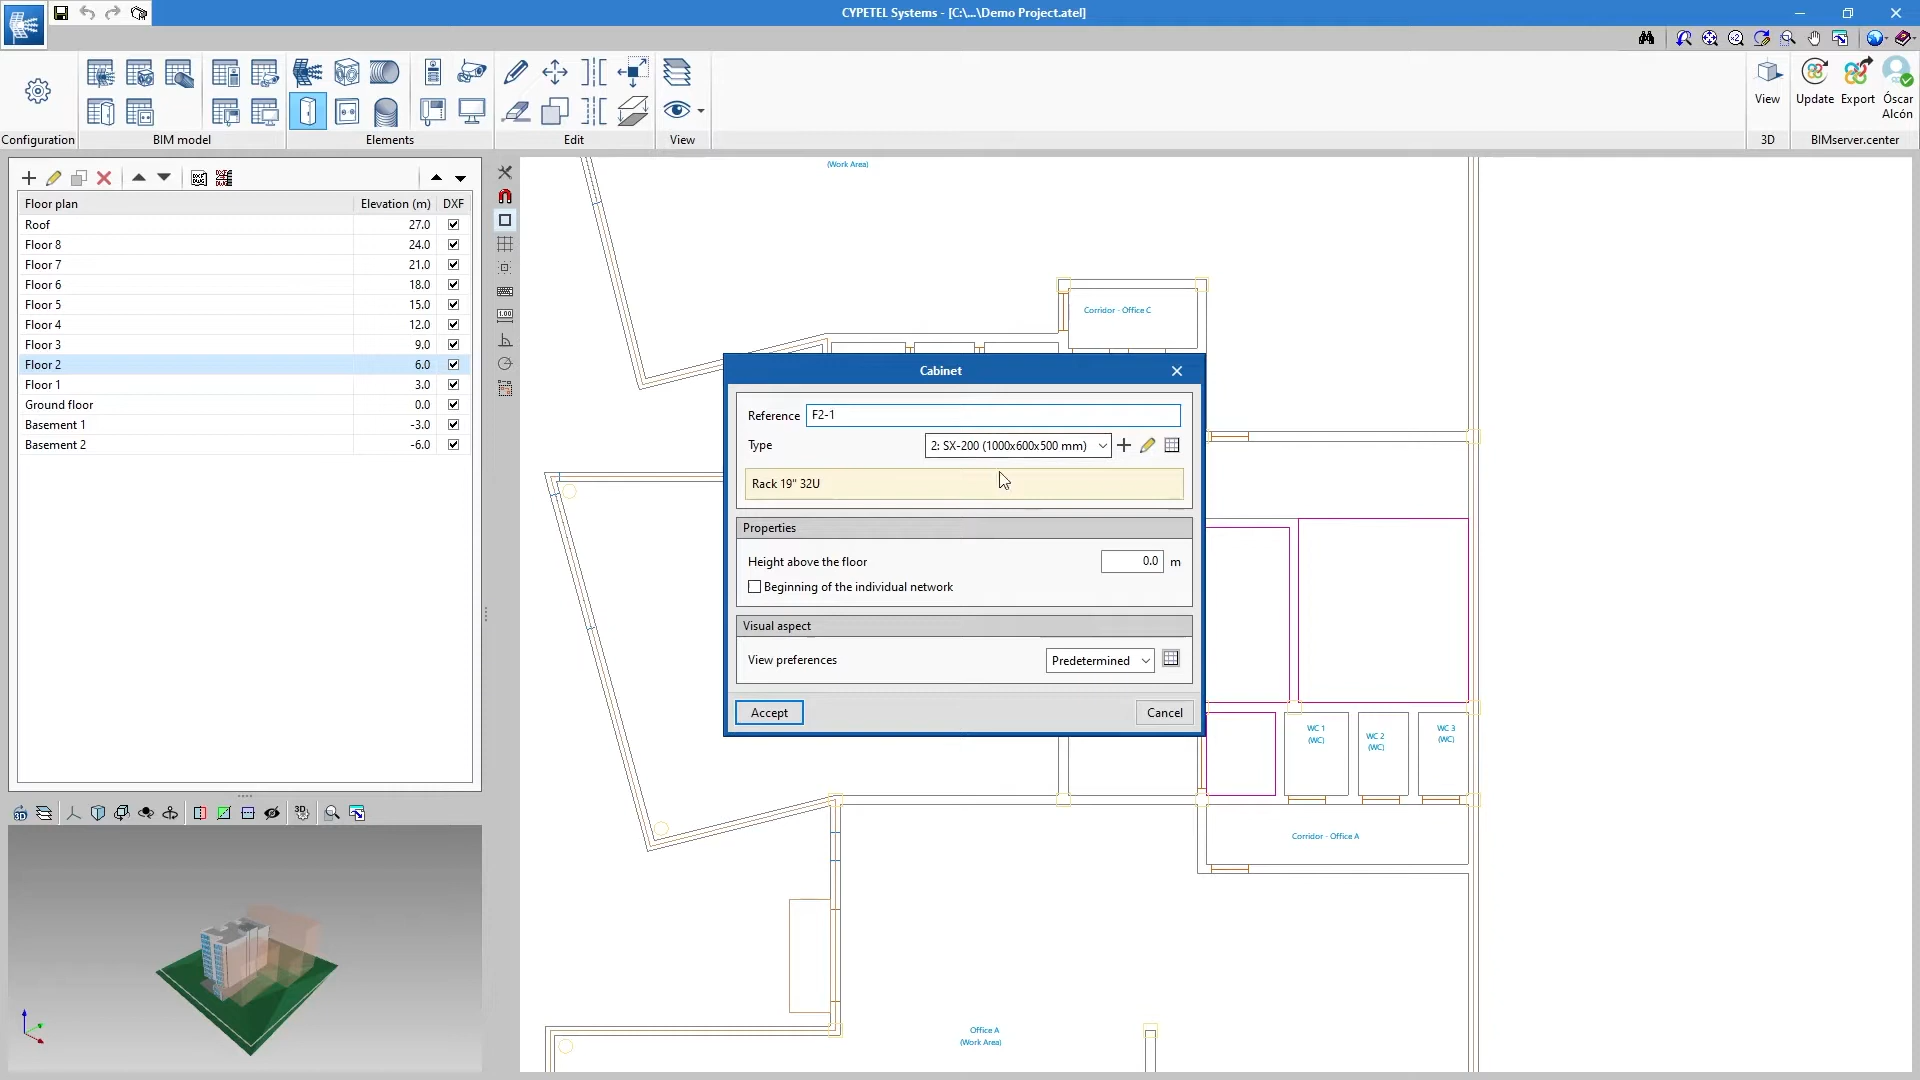 CYPETEL Systems - [C:\...\Demo Project.atel]
Configuration
BIM model
Elements
Edit
View
View
3D
Update
Export
Óscar
Alcón
BIMserver.center
Floor plan Elevation (m) DXF
Roof 27.0
Floor 8 24.0
Floor 7 21.0
Floor 6 18.0
Floor 5 15.0
Floor 4 12.0
Floor 3 9.0
Floor 2 6.0
Floor 1 3.0
Ground floor 0.0
Basement 1 -3.0
Basement 2 -6.0
1.00
(Work Area)
Corridor - Office C
Cabinet
Reference F2-1
Type 2: SX-200 (1000x600x500 mm)
Rack 19" 32U
Properties
Height above the floor 0.0 m
Beginning of the individual network
Visual aspect
View preferences Predetermined
Accept Cancel
WC 1
(WC)
WC 2
(WC)
WC 3
(WC)
Corridor - Office A
Office A
(Work Area)
3D
3D